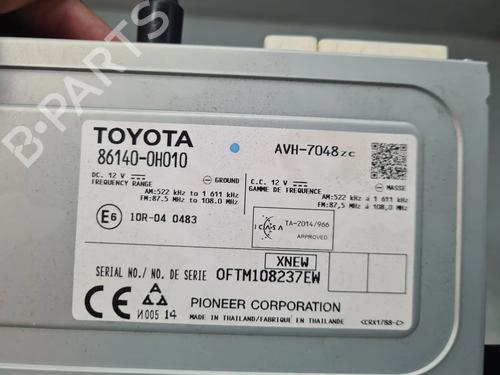 TOYOTA
86140-0H010
AVH-7048zc
DC. 12 V ⎓ ⊖ GROUND
FREQUENCY RANGE
AM:522 kHz to 1 611 kHz
FM:87.5 MHz to 108.0 MHz
C.C. 12 V ⎓ ⊖ MASSE
GAMME DE FREQUENCE
AM:522 kHz à 1 611 kHz
FM:87,5 MHz à 108,0 MHz
E6 10R-04 0483
ICASA
TA-2014/966
APPROVED
XNEW
SERIAL NO./NO. DE SERIE OFTM108237EW
CE
N005 14
PIONEER CORPORATION
MADE IN THAILAND/FABRIQUE EN THAILANDE
<CRX1788-C>
B-PARTS